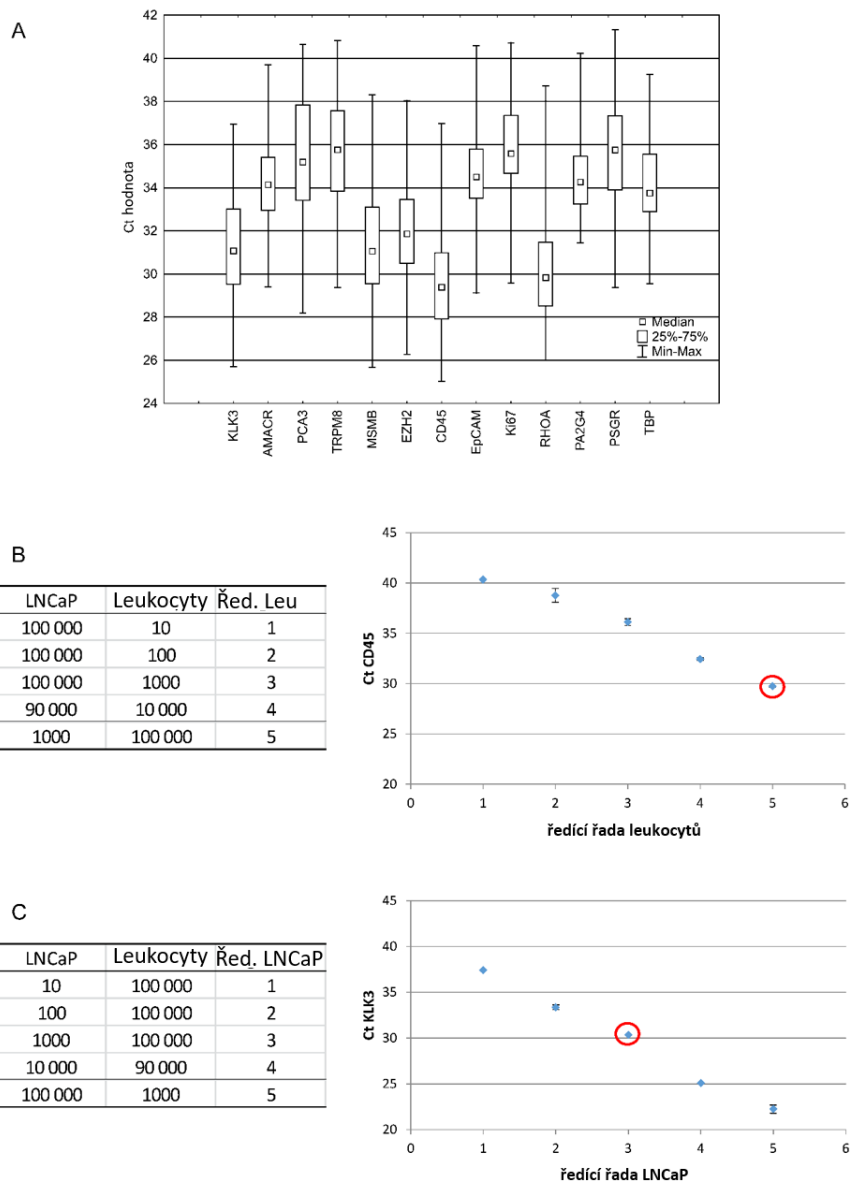 A
42
40
38
36
34
32
30
28
26
24
Ct hodnota
Median
25%-75%
Min-Max
KLK3
AMACR
PCA3
TRPM8
MSMB
EZH2
CD45
EpCAM
Ki67
RHOA
PA2G4
PSGR
TBP
B
LNCaP Leukocyty Řed. Leu
100 000 10 1
100 000 100 2
100 000 1000 3
90 000 10 000 4
1000 100 000 5
45
40
35
30
25
20
Ct CD45
0 1 2 3 4 5 6
ředící řada leukocytů
C
LNCaP Leukocyty Řed. LNCaP
10 100 000 1
100 100 000 2
1000 100 000 3
10 000 90 000 4
100 000 1000 5
45
40
35
30
25
20
Ct KLK3
0 1 2 3 4 5 6
ředící řada LNCaP